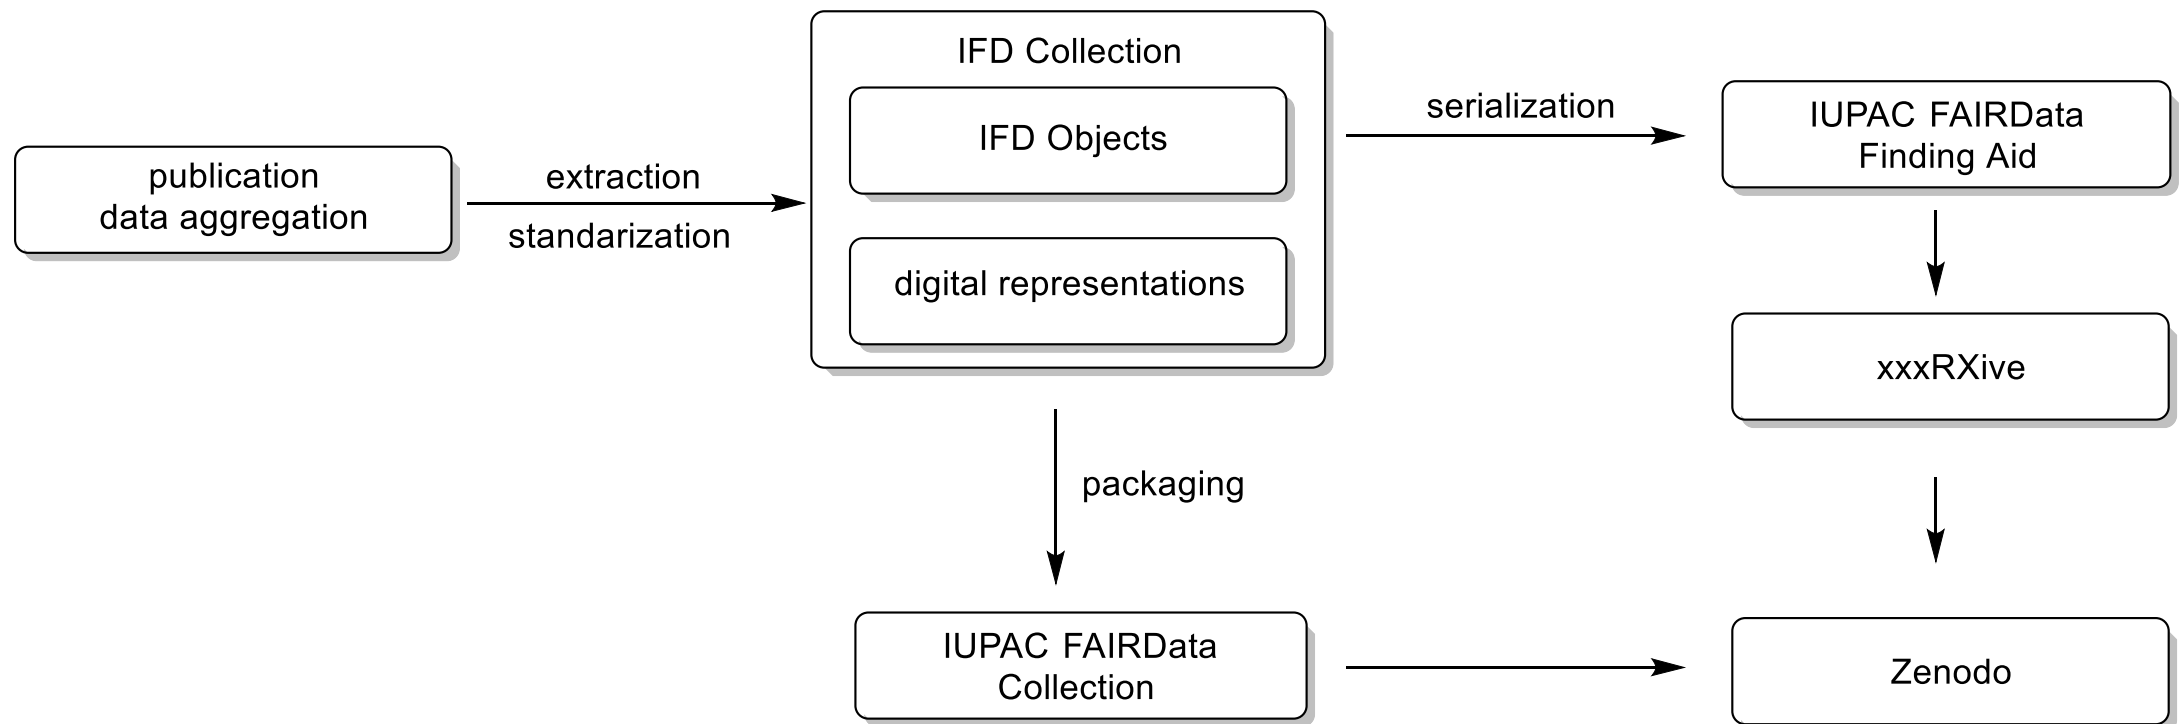 publication
data aggregation
extraction
standarization
IFD Collection
IFD Objects
digital representations
serialization
IUPAC FAIRData
Finding Aid
xxxRXive
packaging
IUPAC FAIRData
Collection
Zenodo